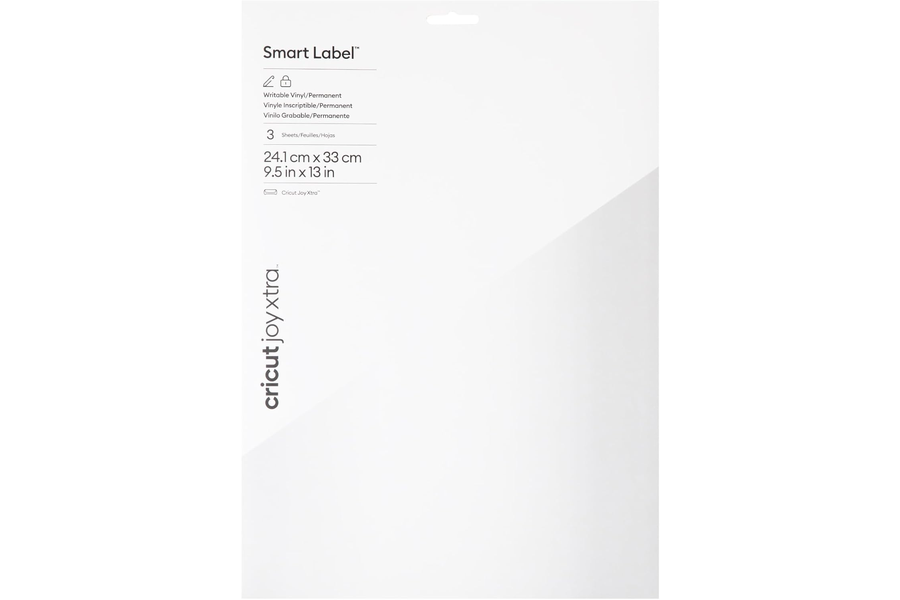 Smart Label™
Writable Vinyl/Permanent
Vinyle Inscriptible/Permanent
Vinilo Grabable/Permanente
3 Sheets/Feuilles/Hojas
24.1 cm x 33 cm
9.5 in x 13 in
Cricut Joy Xtra™
cricut joy xtra™